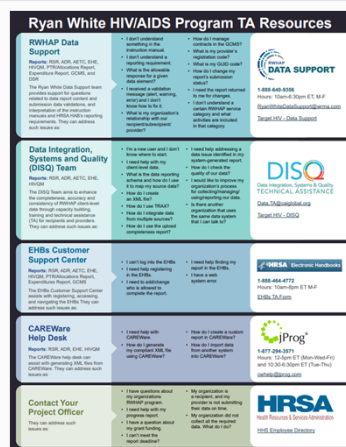 Ryan White HIV/AIDS Program TA Resources
RWHAP Data
Support
Reports: RSR, ADR, AETC, EHE,
HIVQM, PTR/Allocations Report,
Expenditure Report, GCMS, and
DSR
The Ryan White Data Support team
provides support for questions
related to data report content and
submission data validations, and
interpretation of the instruction
manuals and HRSA HAB's
reporting requirements. They can
address such issues as:
• I don't understand
something in the
instruction manual.
• I don't understand a
reporting requirement.
• What is the allowable
response for a given
data element?
• I received a validation
message (alert, warning,
error) and I don't
know how to fix it.
• What is my organization's
relationship with our
recipients/subrecipient/
provider?
• How do I manage
contracts in the GCMS?
• What is my provider's
registration code?
• What is my GUID code?
• How do I change my
report's submission
status?
• I need the report returned
to me for changes.
• I don't understand a
certain RWHAP service
category and what
activities are included
in that category.
RWHAP
DATA SUPPORT
1-888-640-9356
Hours: 10am-6:30pm ET, M-F
RyanWhiteDataSupport@wrma.com
Target HIV - Data Support
Data Integration,
Systems and Quality
(DISQ) Team
Reports: RSR, ADR, AETC, EHE,
HIVQM
The DISQ Team aims to enhance
the completeness, accuracy and
consistency of RWHAP client-level
data through capacity building,
training and technical assistance
(TA) for recipients and providers.
They can address such issues as:
• I'm a new user and I don't
know where to start.
• I need help with my
client-level data.
• What is the data reporting
schema and how do I use
it to map my source data?
• How do I create
an XML file?
• How do I use TRAX?
• How do I integrate data
from multiple sources?
• How do I use the upload
completeness report?
• I need help addressing a
data issue identified in my
system-generated report.
• How do I check the
quality of our data?
• I would like to improve my
organization's process
for collecting/managing/
using/reporting our data.
• Is there another
organization that uses
the same data system
that I can talk to?
DISQ
Data Integration, Systems & Quality
TECHNICAL ASSISTANCE
Data.TA@caiglobal.org
Target HIV - DISQ
EHBs Customer
Support Center
Reports: RSR, ADR, AETC, EHE,
HIVQM, PTR/Allocations Report,
Expenditure Report, GCMS
The EHBs Customer Support Center
assists with registering, accessing,
and navigating the EHBs They can
address such issues as:
• I can't log into the EHBs.
• I need help registering
in the EHBs.
• I need to add/change
who is allowed to
complete the report.
• I need help finding my
report in the EHBs.
• I have a web
system error.
HRSA Electronic Handbooks
1-888-464-4772
Hours: 10am-8pm ET M-F
EHBs TA Form
CAREWare
Help Desk
Reports: RSR, ADR, AETC, EHE,
HIVQM
The CAREWare help desk can
assist with generating XML files from
CAREWare. They can address such
issues as:
• I need help with
CAREWare.
• How do I generate
my compliant XML file
using CAREWare?
• How do I create a custom
report in CAREWare?
• How do I import data
from another system
into CAREWare?
jProg
1-877-294-3571
Hours: 12-5pm ET (Mon-Wed-Fri)
and 10:30-6:30pm ET (Tue-Thu)
cwhelp@jprog.com
Contact Your
Project Officer
• I have questions about
my organizations
RWHAP program.
• I need help with my
progress report.
• I have a question about
my grant funding.
• I can't meet the
report deadline?
• My organization is
a recipient, and my
provider is not submitting
their data on time.
• My organization did not
collect all the required
data. What do I do?
HRSA
Health Resources & Services Administration
HHS Employee Directory